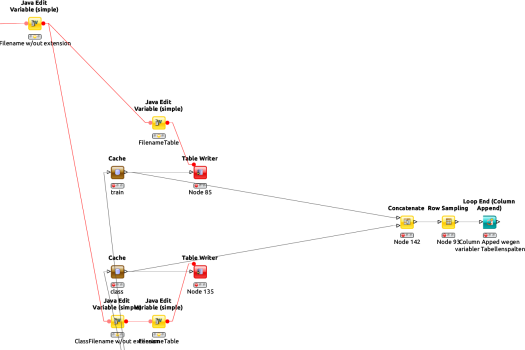 Java Edit
Variable (simple)
Filename w/out extension
Java Edit
Variable (simple)
FilenameTable
Cache
train
Table Writer
Node 85
Concatenate
Node 142
Row Sampling
Node 93
Loop End (Column
Append)
Column Apped wegen
variabler Tabellenspalten
Cache
class
Table Writer
Node 135
Java Edit
Variable (simple)
ClassFilename w/out extension
Java Edit
Variable (simple)
FilenameTable